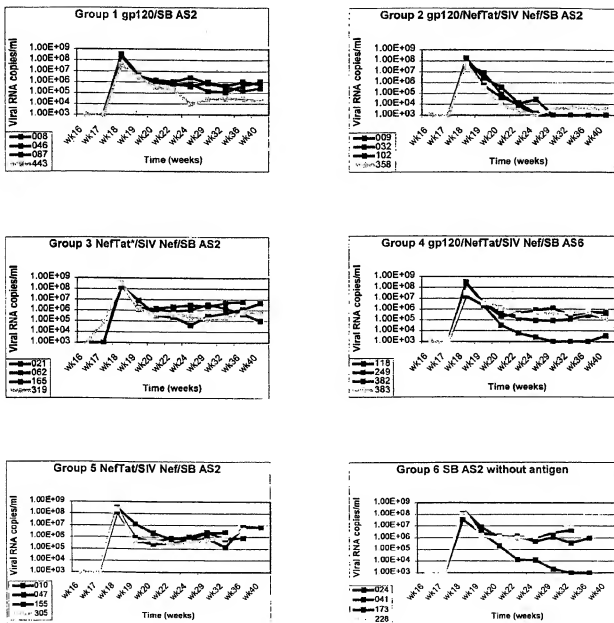 Group 1 gp120/SB AS2
Viral RNA copies/ml
1.00E+09
1.00E+08
1.00E+07
1.00E+06
1.00E+05
1.00E+04
1.00E+03
wk16 wk17 wk18 wk19 wk20 wk22 wk24 wk29 wk32 wk36 wk40
Time (weeks)
008
046
087
443
Group 2 gp120/NefTat/SIV Nef/SB AS2
Viral RNA copies/ml
1.00E+09
1.00E+08
1.00E+07
1.00E+06
1.00E+05
1.00E+04
1.00E+03
wk16 wk17 wk18 wk19 wk20 wk22 wk24 wk29 wk32 wk36 wk40
Time (weeks)
009
032
102
358
Group 3 NefTat*/SIV Nef/SB AS2
Viral RNA copies/ml
1.00E+09
1.00E+08
1.00E+07
1.00E+06
1.00E+05
1.00E+04
1.00E+03
wk16 wk17 wk18 wk19 wk20 wk22 wk24 wk29 wk32 wk36 wk40
Time (weeks)
021
062
165
319
Group 4 gp120/NefTat/SIV Nef/SB AS6
Viral RNA copies/ml
1.00E+09
1.00E+08
1.00E+07
1.00E+06
1.00E+05
1.00E+04
1.00E+03
wk16 wk17 wk18 wk19 wk20 wk22 wk24 wk29 wk32 wk36 wk40
Time (weeks)
118
249
382
383
Group 5 NefTat/SIV Nef/SB AS2
Viral RNA copies/ml
1.00E+09
1.00E+08
1.00E+07
1.00E+06
1.00E+05
1.00E+04
1.00E+03
wk16 wk17 wk18 wk19 wk20 wk22 wk24 wk29 wk32 wk36 wk40
Time (weeks)
010
047
155
305
Group 6 SB AS2 without antigen
Viral RNA copies/ml
1.00E+09
1.00E+08
1.00E+07
1.00E+06
1.00E+05
1.00E+04
1.00E+03
wk16 wk17 wk18 wk19 wk20 wk22 wk24 wk29 wk32 wk36 wk40
Time (weeks)
024
041
173
228